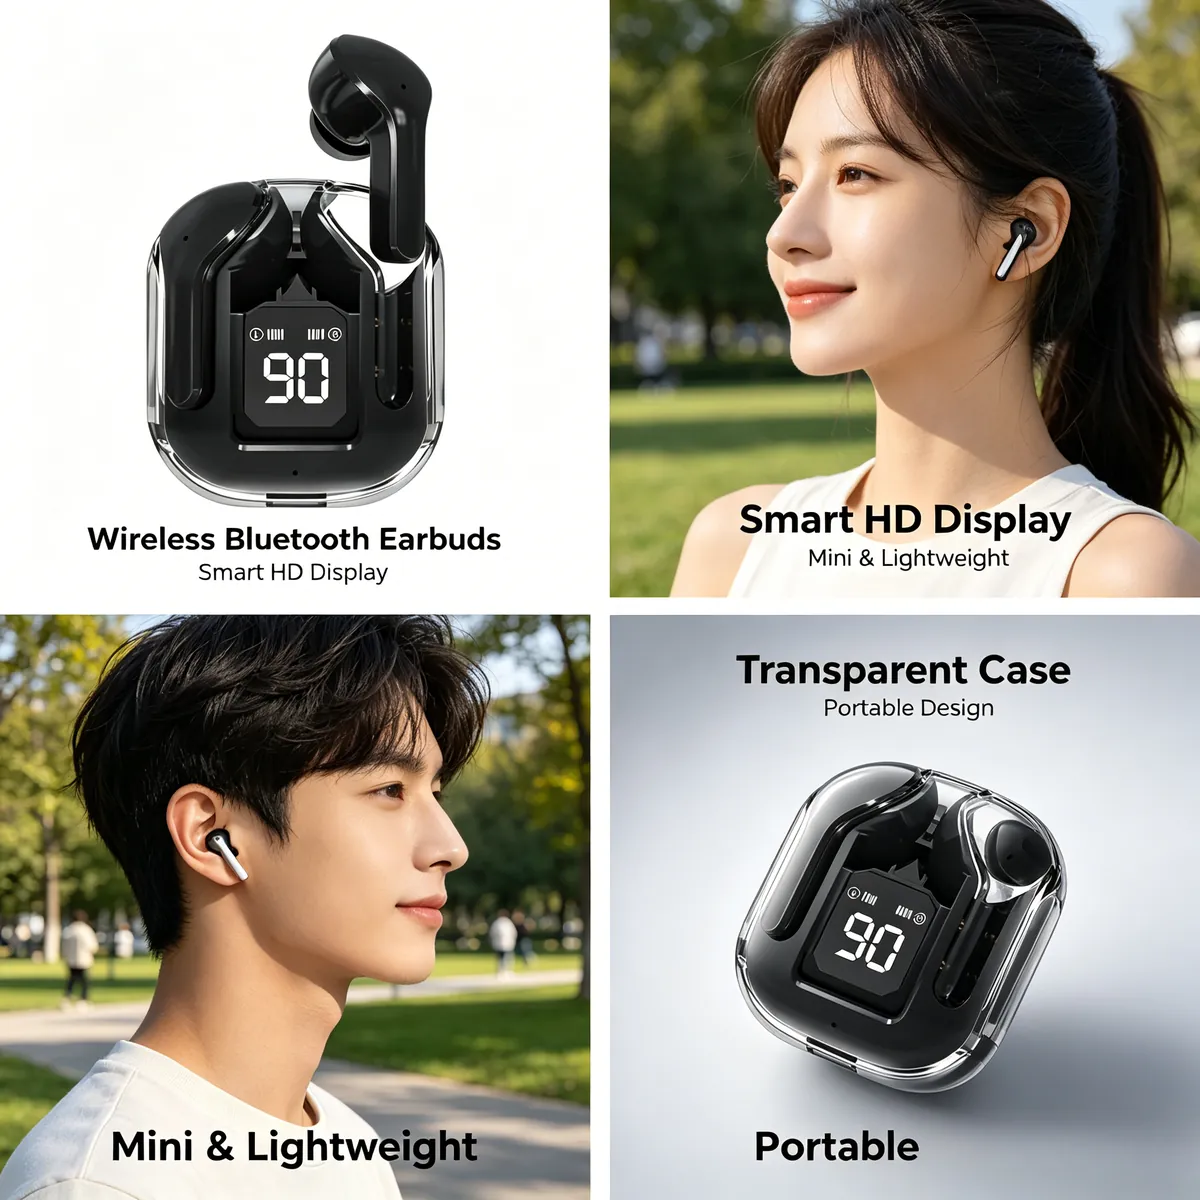 90
Wireless Bluetooth Earbuds
Smart HD Display
Smart HD Display
Mini & Lightweight
Mini & Lightweight
Transparent Case
Portable Design
90
Portable